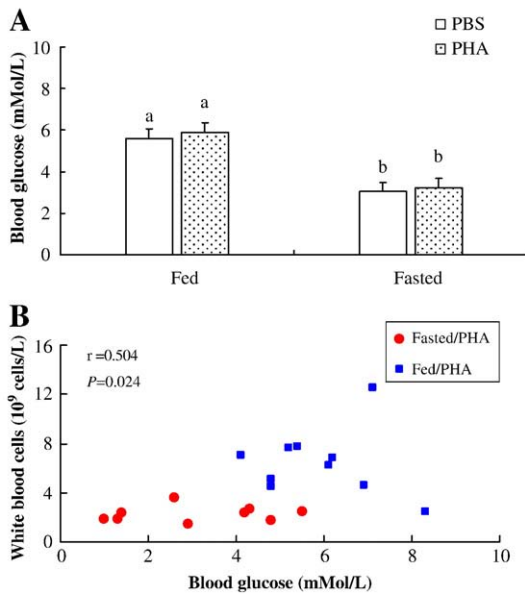 A
PBS
PHA
Blood glucose (mMol/L)
10
8
6
4
2
0
a
a
b
b
Fed
Fasted
B
Fasted/PHA
Fed/PHA
r=0.504
P=0.024
White blood cells (10⁹ cells/L)
16
12
8
4
0
0
2
4
6
8
10
Blood glucose (mMol/L)